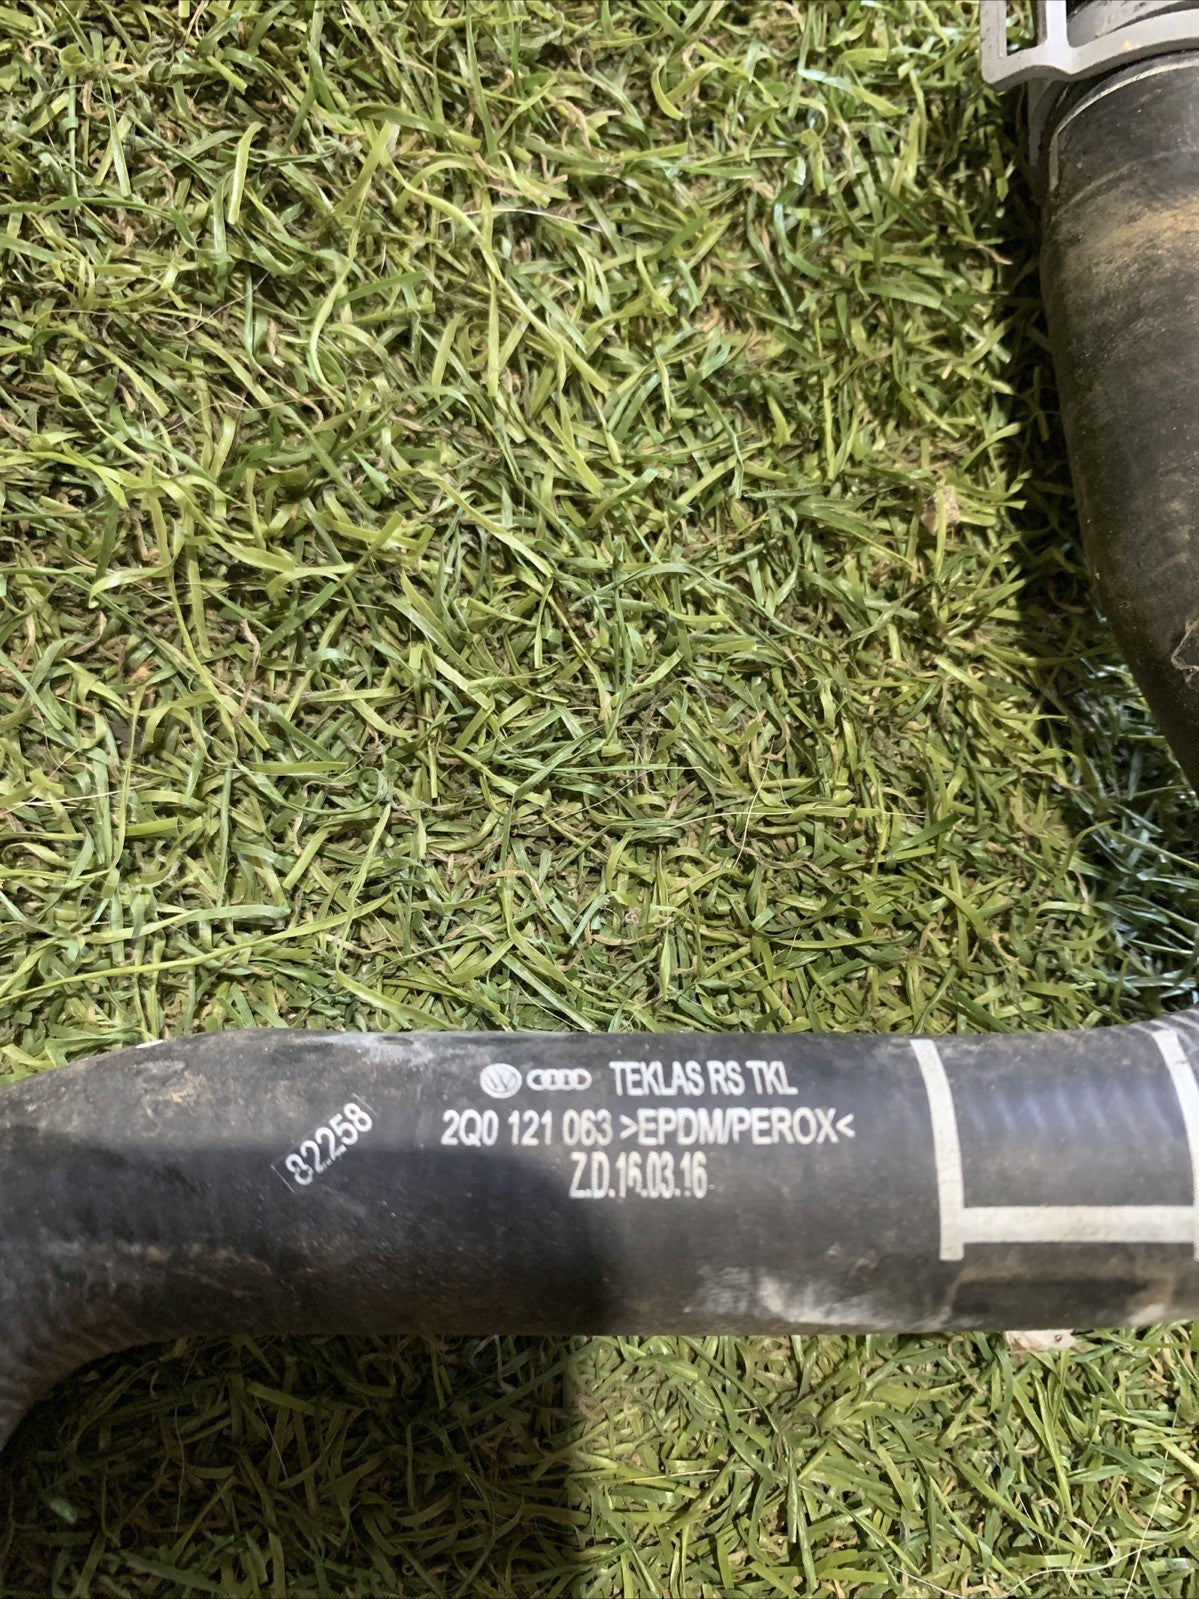 TEKLAS RS TKL
2Q0 121 063 >EPDM/PEROX<
Z.D.16.03.16
82258